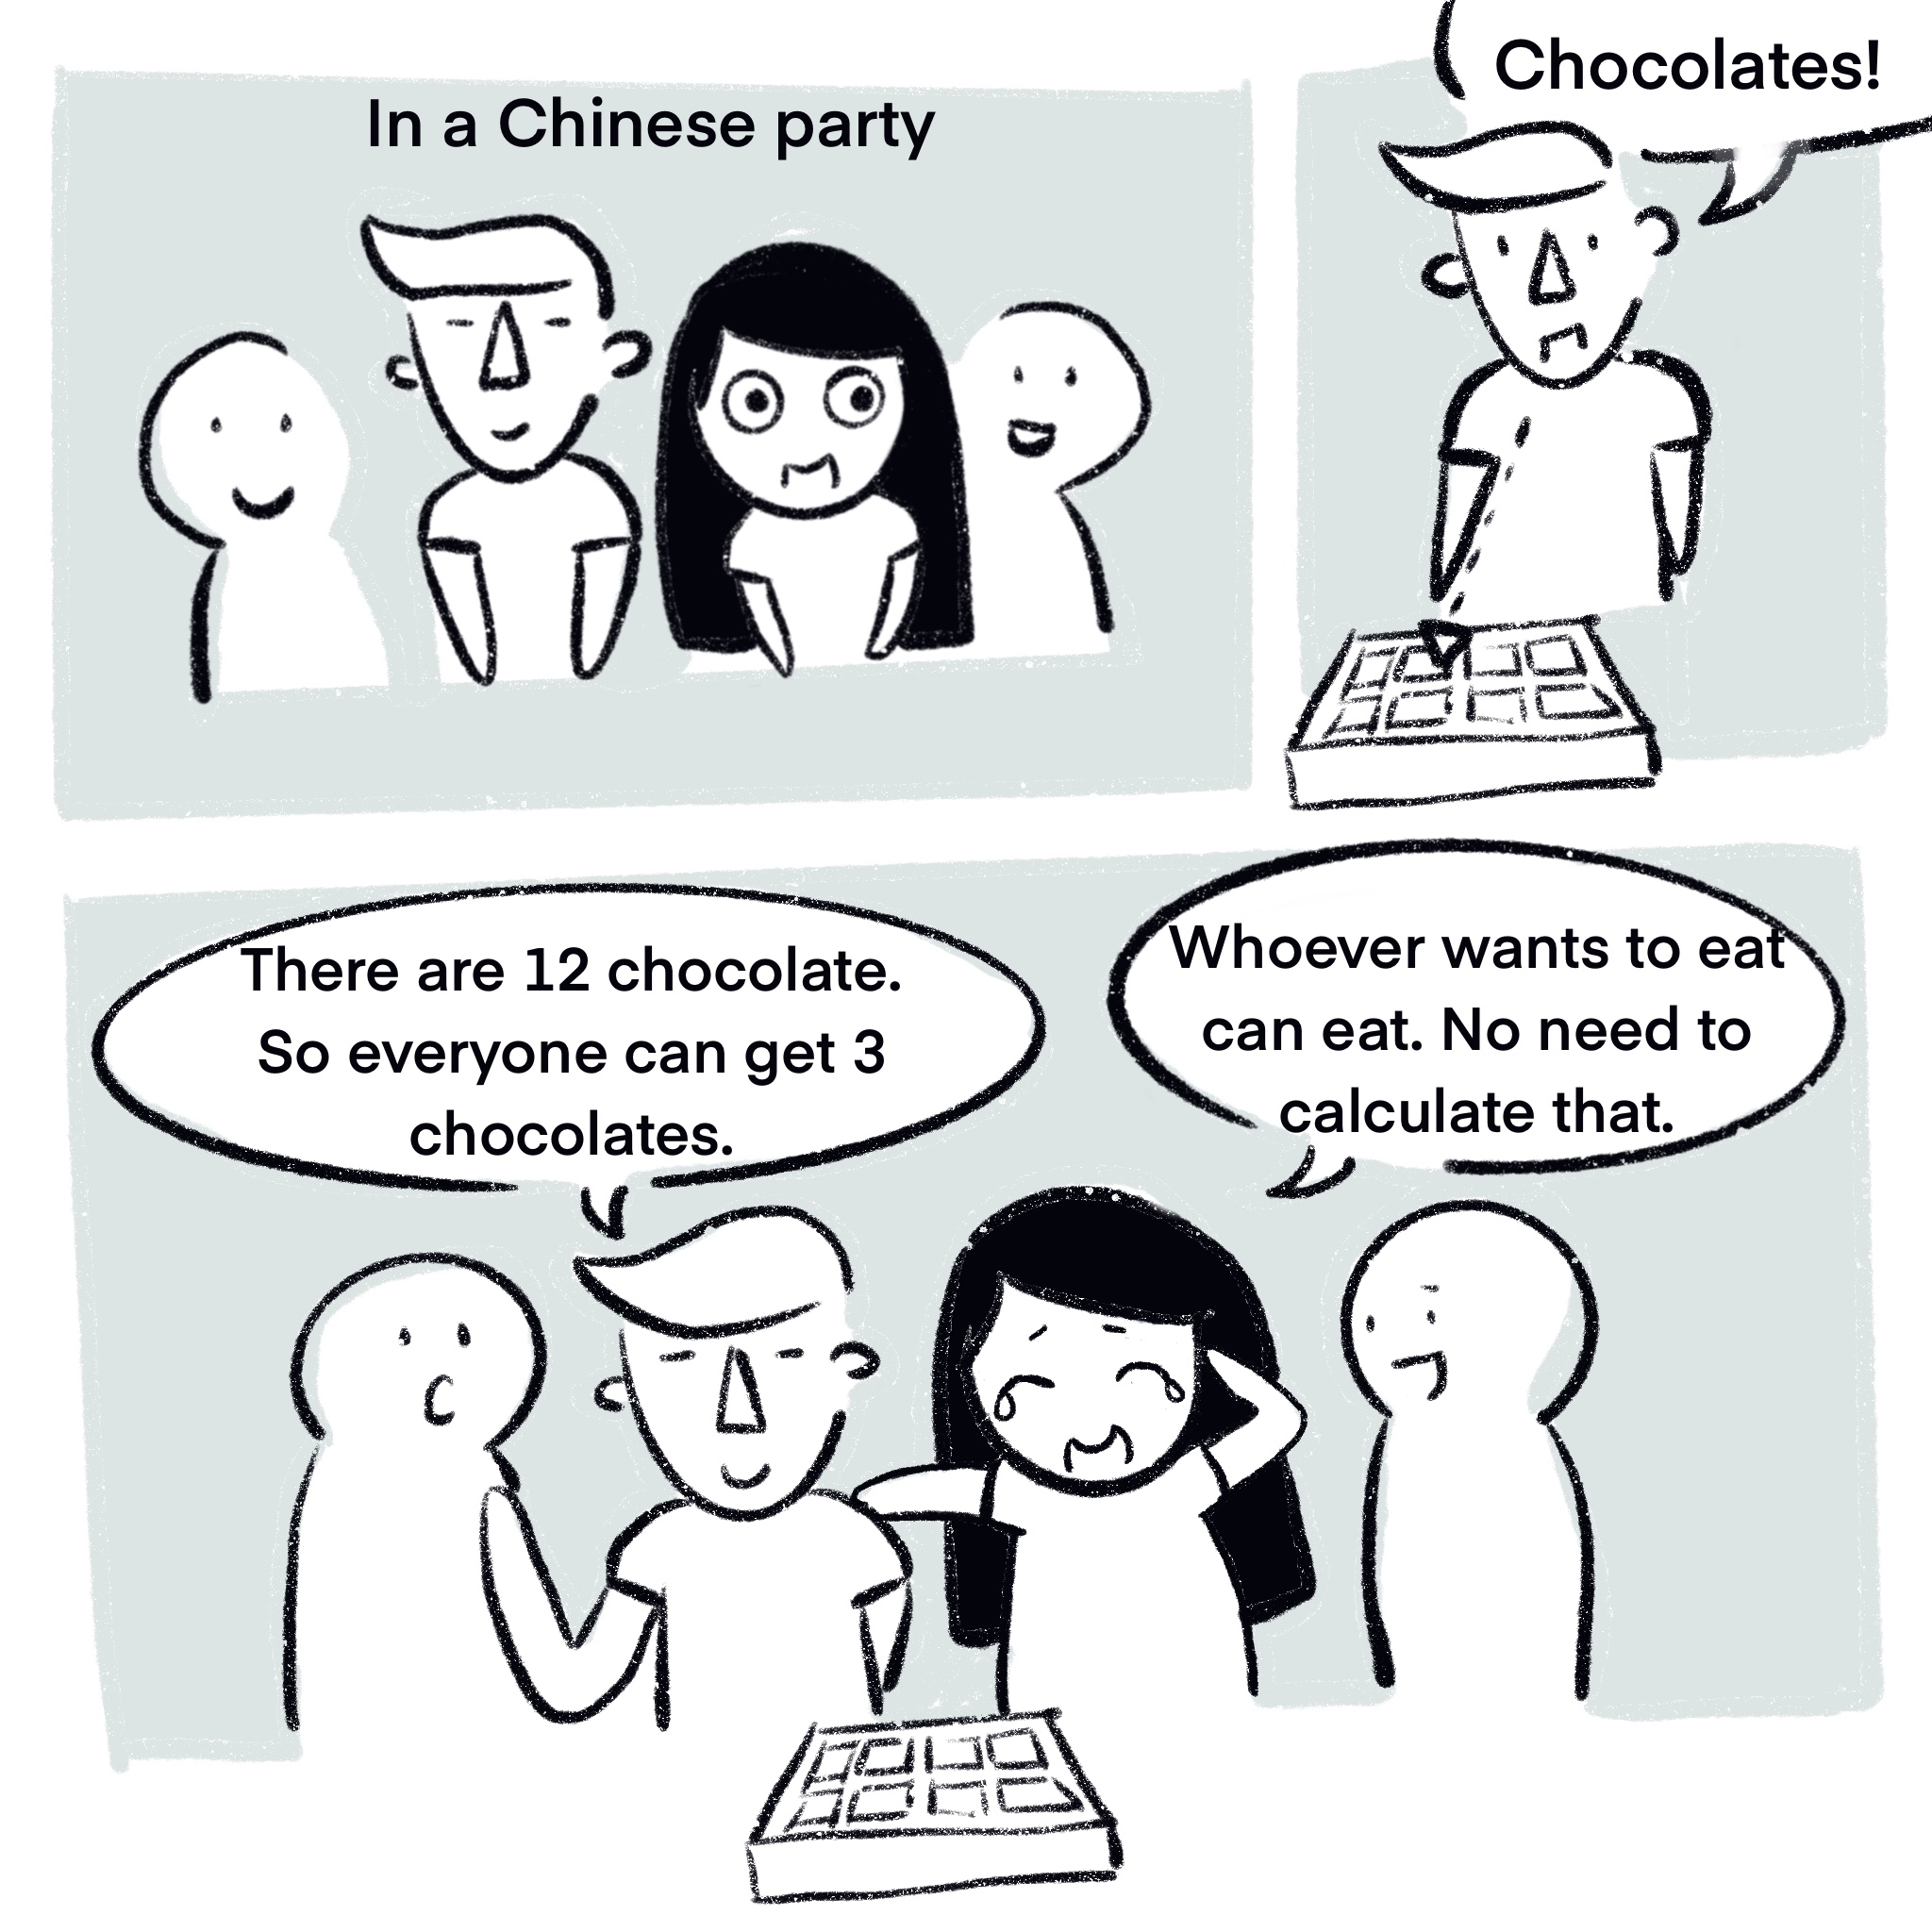 In a Chinese party
Chocolates!
There are 12 chocolate.
So everyone can get 3
chocolates.
Whoever wants to eat
can eat. No need to
calculate that.